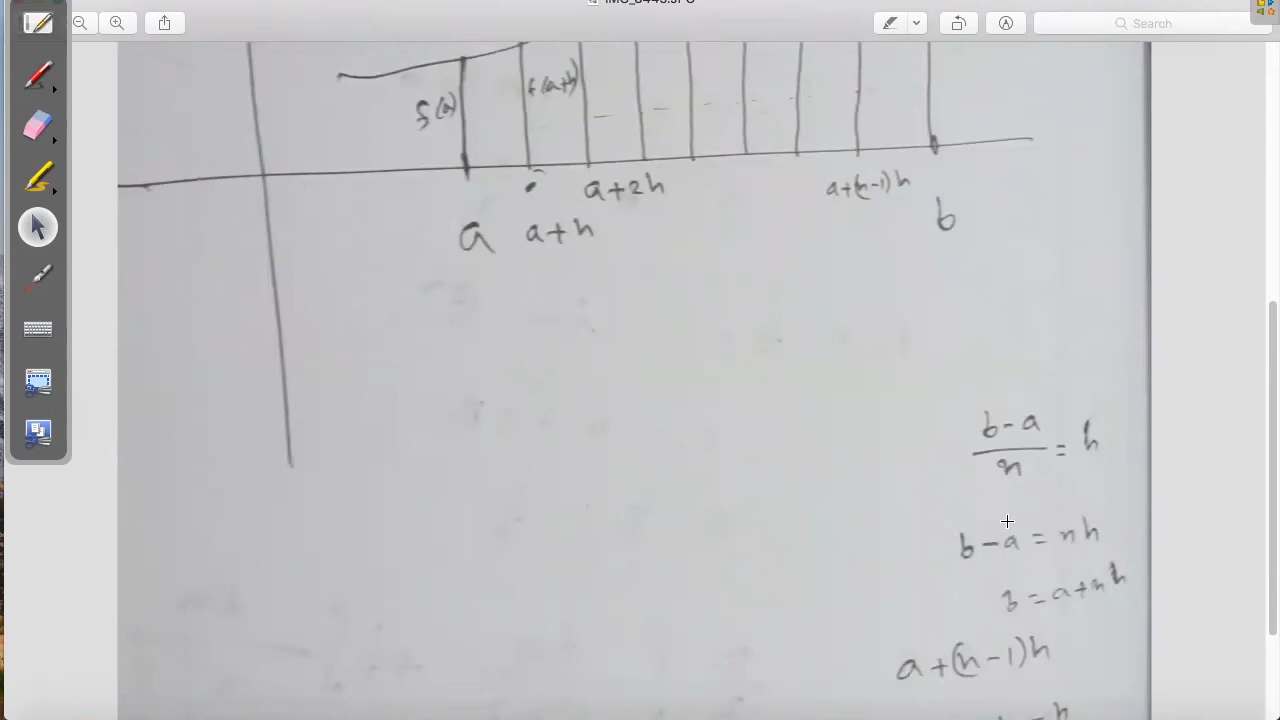 Search
f(a)
f(a+h)
a+2h
a+(n-1)h
a
a+h
b
b-a
n
= h
b-a = nh
b = a+nh
a+(n-1)h